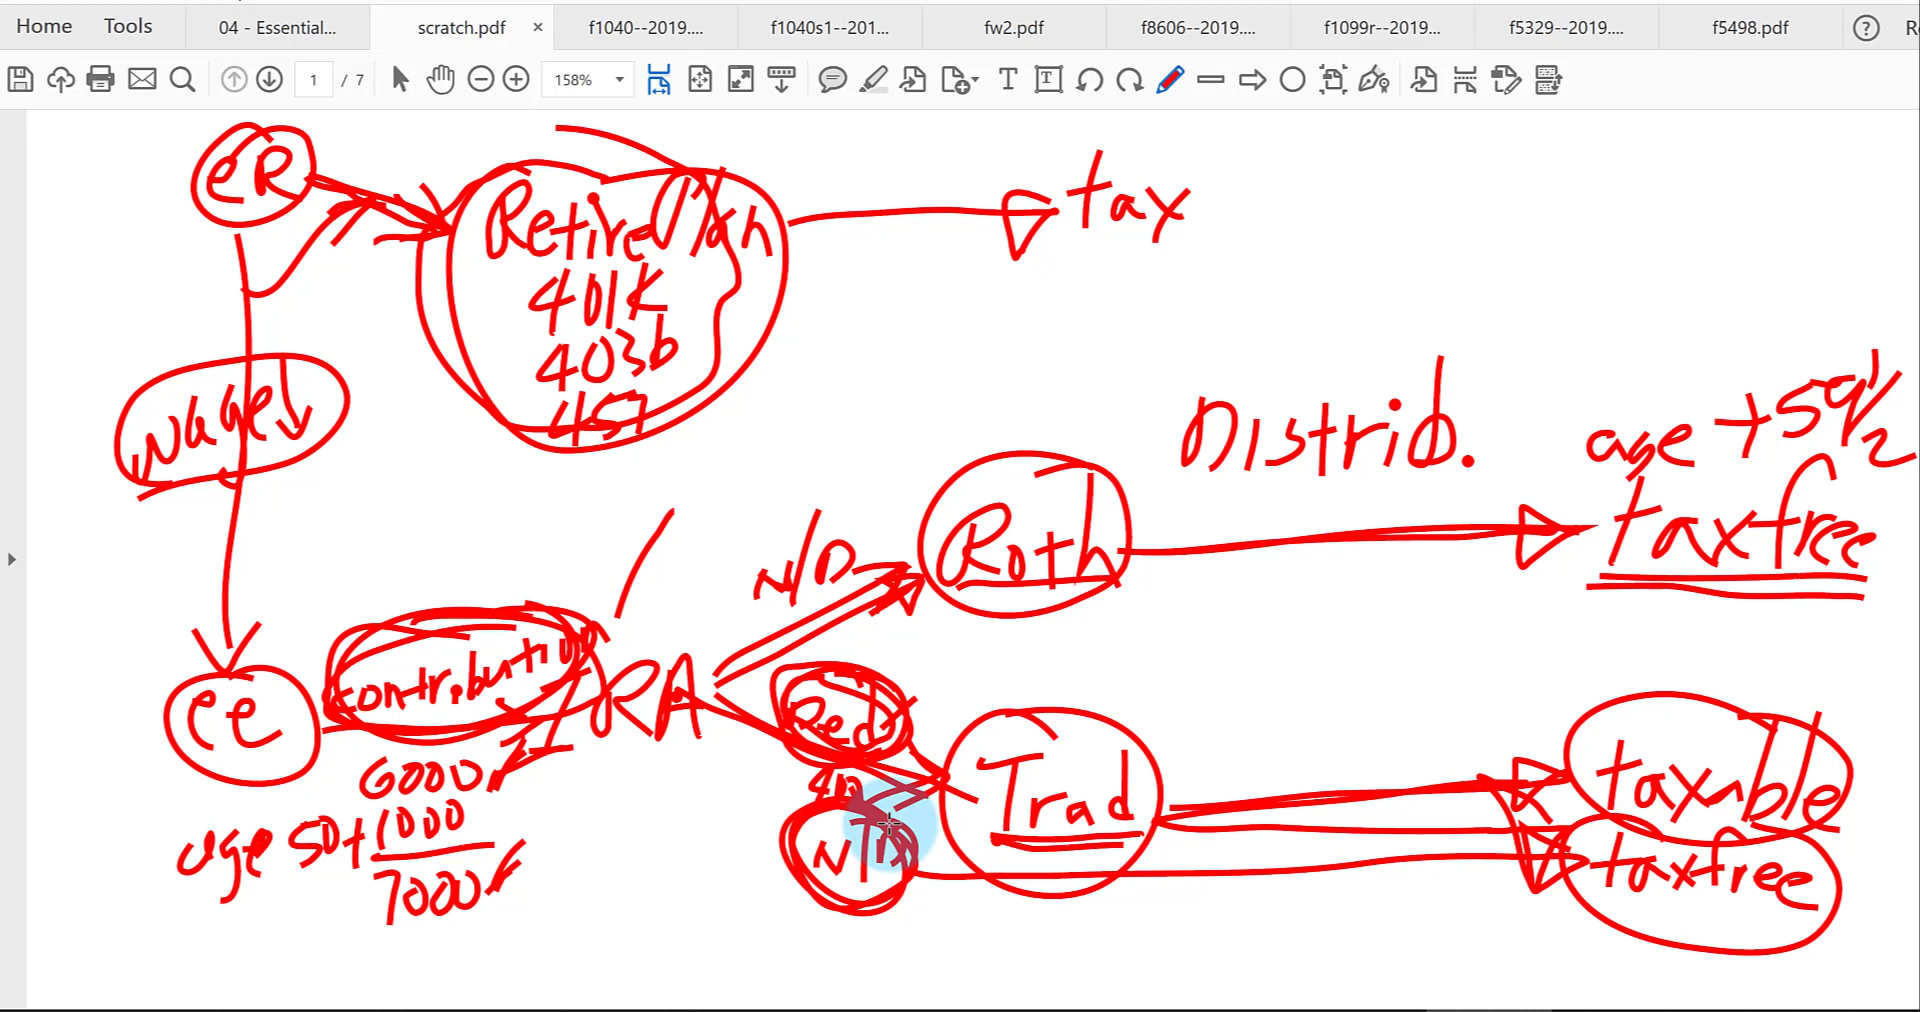 Home Tools 04 - Essential... scratch.pdf × f1040--2019.... f1040s1--201... fw2.pdf f8606--2019.... f1099r--2019... f5329--2019.... f5498.pdf ? R
1 / 7 158%
eR
Retire Plan
401K
403b
457
tax
Wage
Distrib.
age +59 1/2
taxfree
N/D
Roth
ee
contribution
IRA
Ded
Trad
taxable
taxfree
N/D
6000
age 50+1000
7000